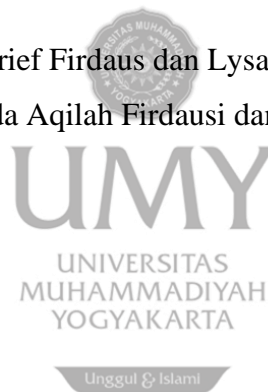 rief Firdaus dan Lysa
la Aqilah Firdausi dan
UMY
UNIVERSITAS
MUHAMMADIYAH
YOGYAKARTA
Unggul & Islami